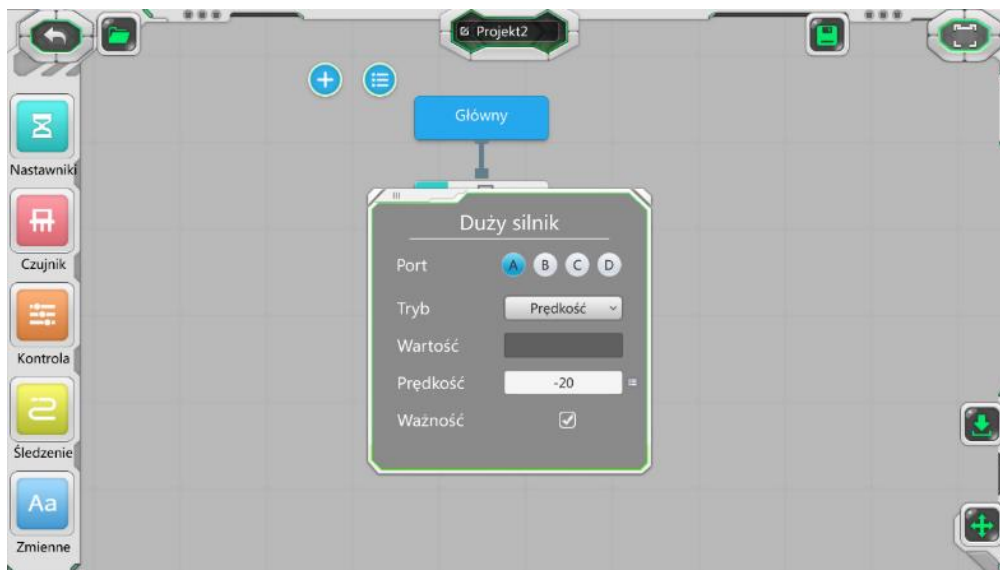 Projekt2
Główny
Nastawniki
Czujnik
Kontrola
Śledzenie
Aa
Zmienne
Duży silnik
Port A B C D
Tryb Prędkość
Wartość
Prędkość -20
Ważność